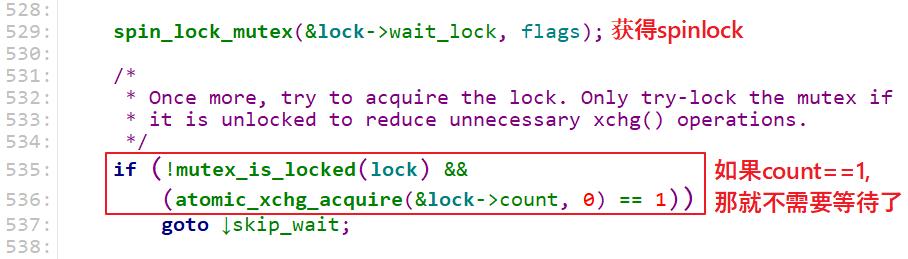 528:
529: spin_lock_mutex(&lock->wait_lock, flags); 获得spinlock
530:
531: /*
532: * Once more, try to acquire the lock. Only try-lock the mutex if
533: * it is unlocked to reduce unnecessary xchg() operations.
534: */
535: if (!mutex_is_locked(lock) && 如果count==1,
536: (atomic_xchg_acquire(&lock->count, 0) == 1)) 那就不需要等待了
537: goto ↓skip_wait;
538: